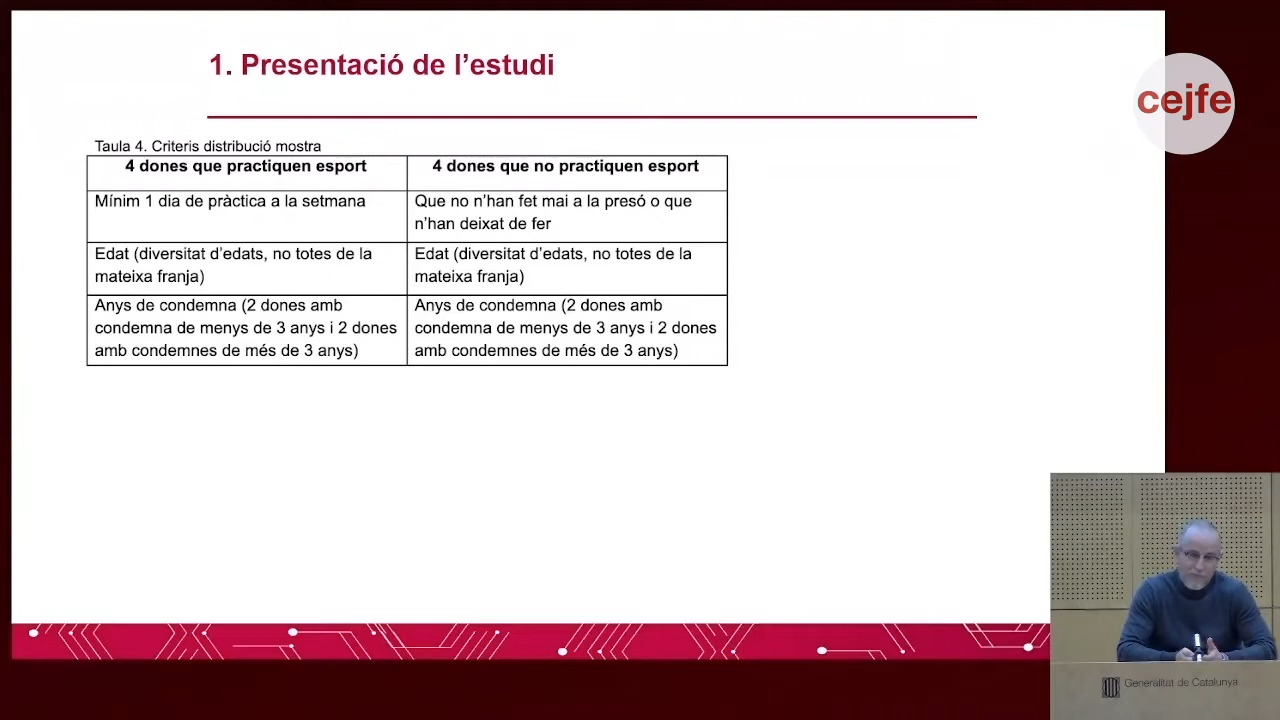 1. Presentació de l'estudi
cejfe
Taula 4. Criteris distribució mostra
4 dones que practiquen esport
4 dones que no practiquen esport
Mínim 1 dia de pràctica a la setmana
Que no n'han fet mai a la presó o que
n'han deixat de fer
Edat (diversitat d'edats, no totes de la
mateixa franja)
Edat (diversitat d'edats, no totes de la
mateixa franja)
Anys de condemna (2 dones amb
condemna de menys de 3 anys i 2 dones
amb condemnes de més de 3 anys)
Anys de condemna (2 dones amb
condemna de menys de 3 anys i 2 dones
amb condemnes de més de 3 anys)
Generalitat de Catalunya